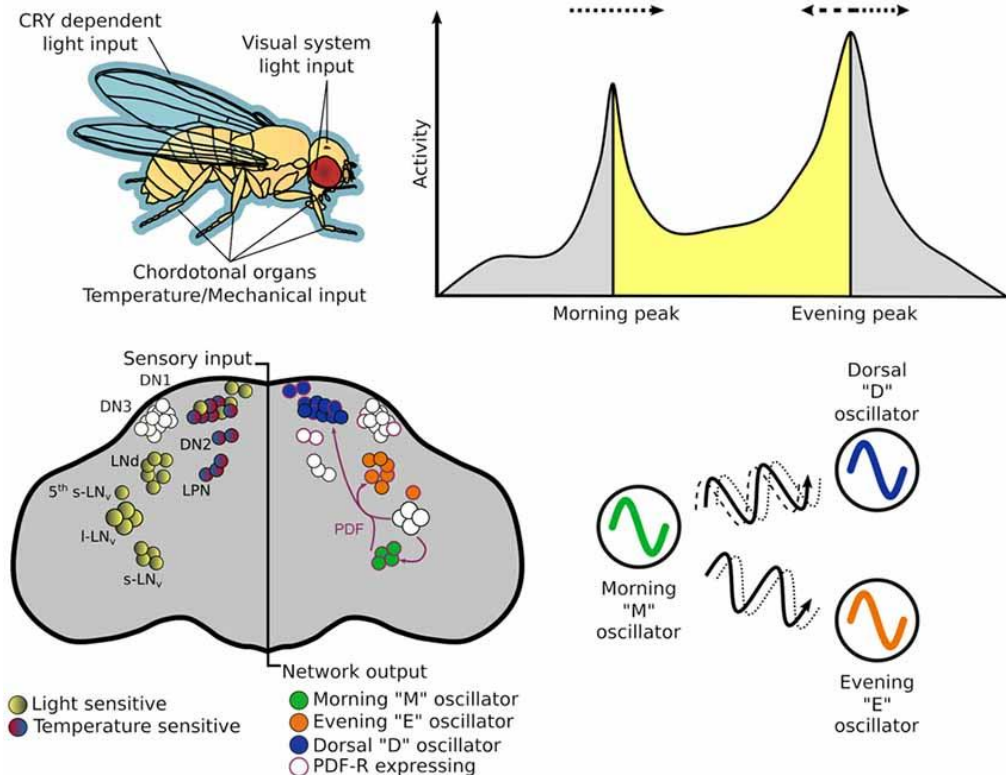 CRY dependent
light input
Visual system
light input
Chordotonal organs
Temperature/Mechanical input
Activity
Morning peak
Evening peak
Sensory input
DN1
DN3
DN2
LNd
LPN
5th s-LNv
l-LNv
s-LNv
PDF
Network output
Light sensitive
Temperature sensitive
Morning "M" oscillator
Evening "E" oscillator
Dorsal "D" oscillator
PDF-R expressing
Dorsal
"D"
oscillator
Morning
"M"
oscillator
Evening
"E"
oscillator